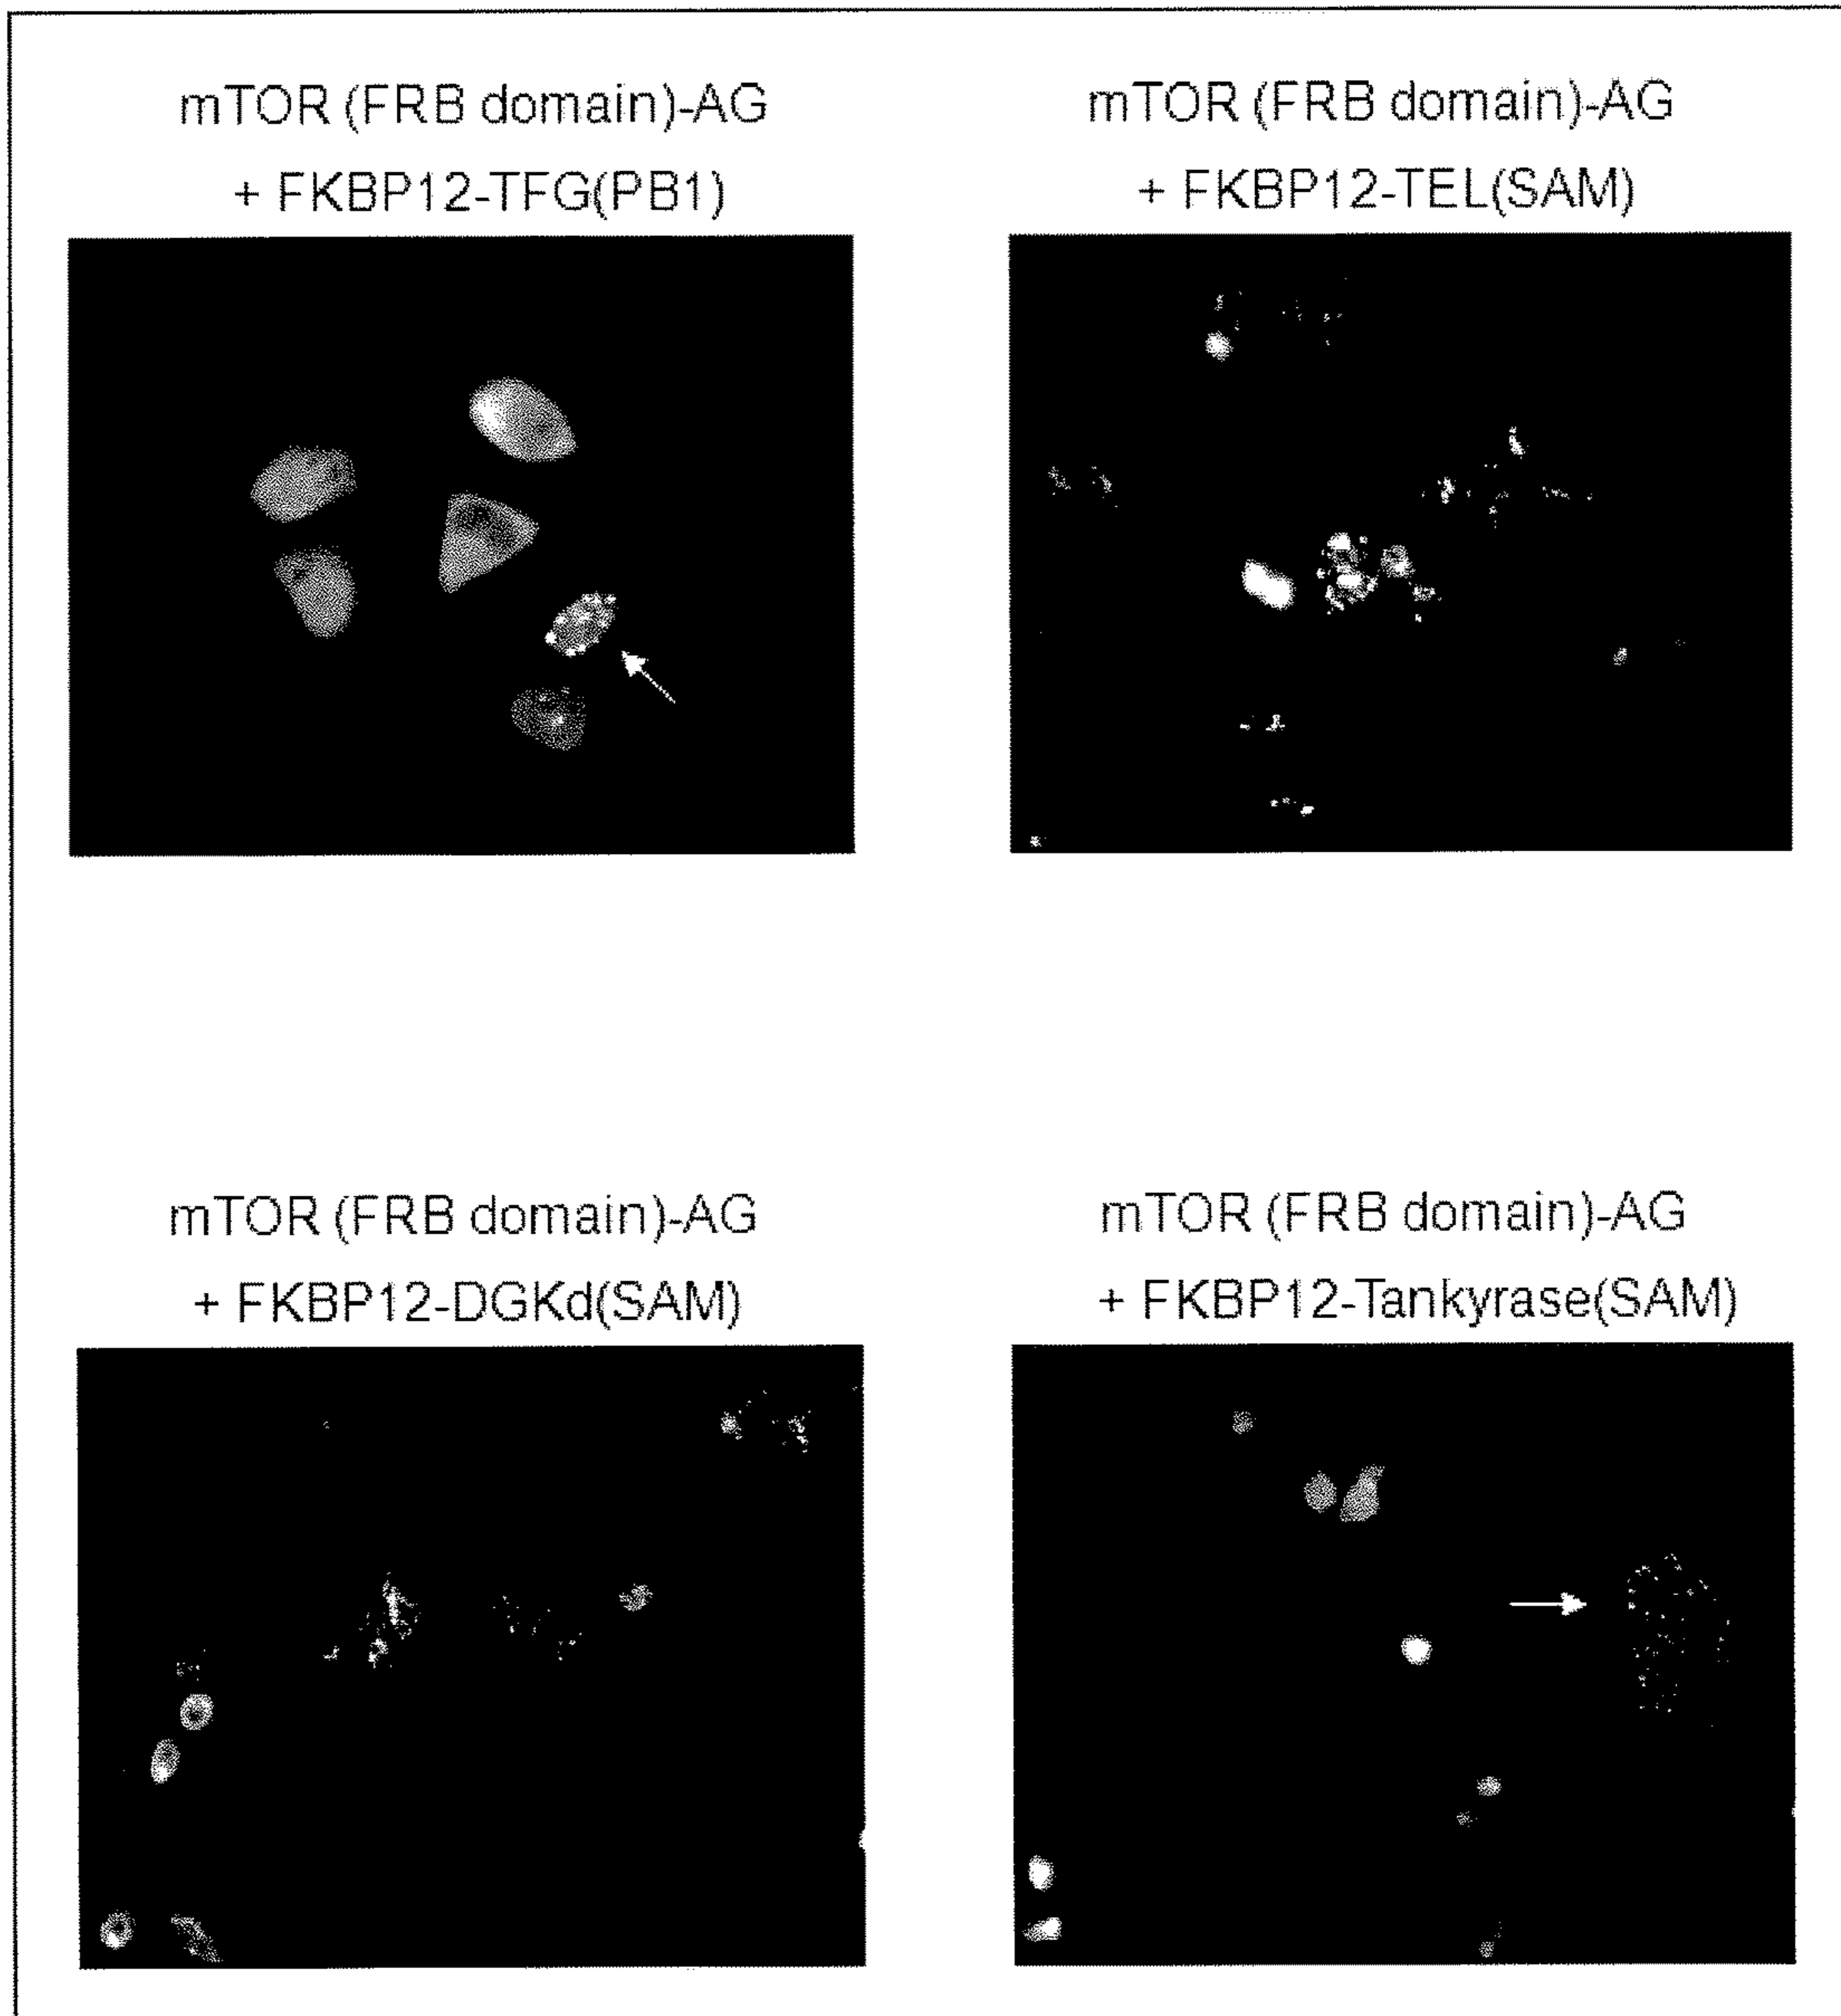 mTOR (FRB domain)-AG
+ FKBP12-TFG(PB1)
mTOR (FRB domain)-AG
+ FKBP12-TEL(SAM)
mTOR (FRB domain)-AG
+ FKBP12-DGKd(SAM)
mTOR (FRB domain)-AG
+ FKBP12-Tankyrase(SAM)